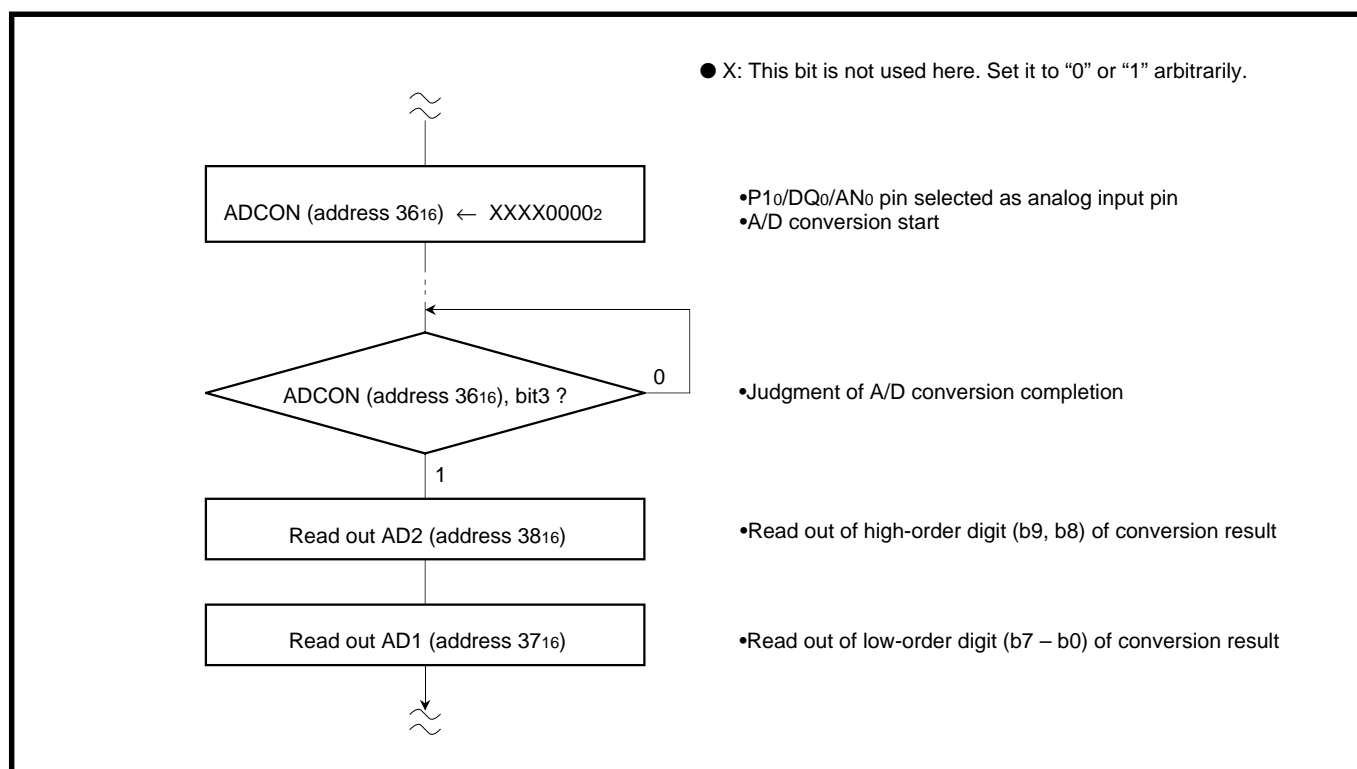 ● X: This bit is not used here. Set it to “0” or “1” arbitrarily.
ADCON (address 3616) ← XXXX00002
•P10/DQ0/AN0 pin selected as analog input pin
•A/D conversion start
0
ADCON (address 3616), bit3 ?
•Judgment of A/D conversion completion
1
Read out AD2 (address 3816)
•Read out of high-order digit (b9, b8) of conversion result
Read out AD1 (address 3716)
•Read out of low-order digit (b7 – b0) of conversion result